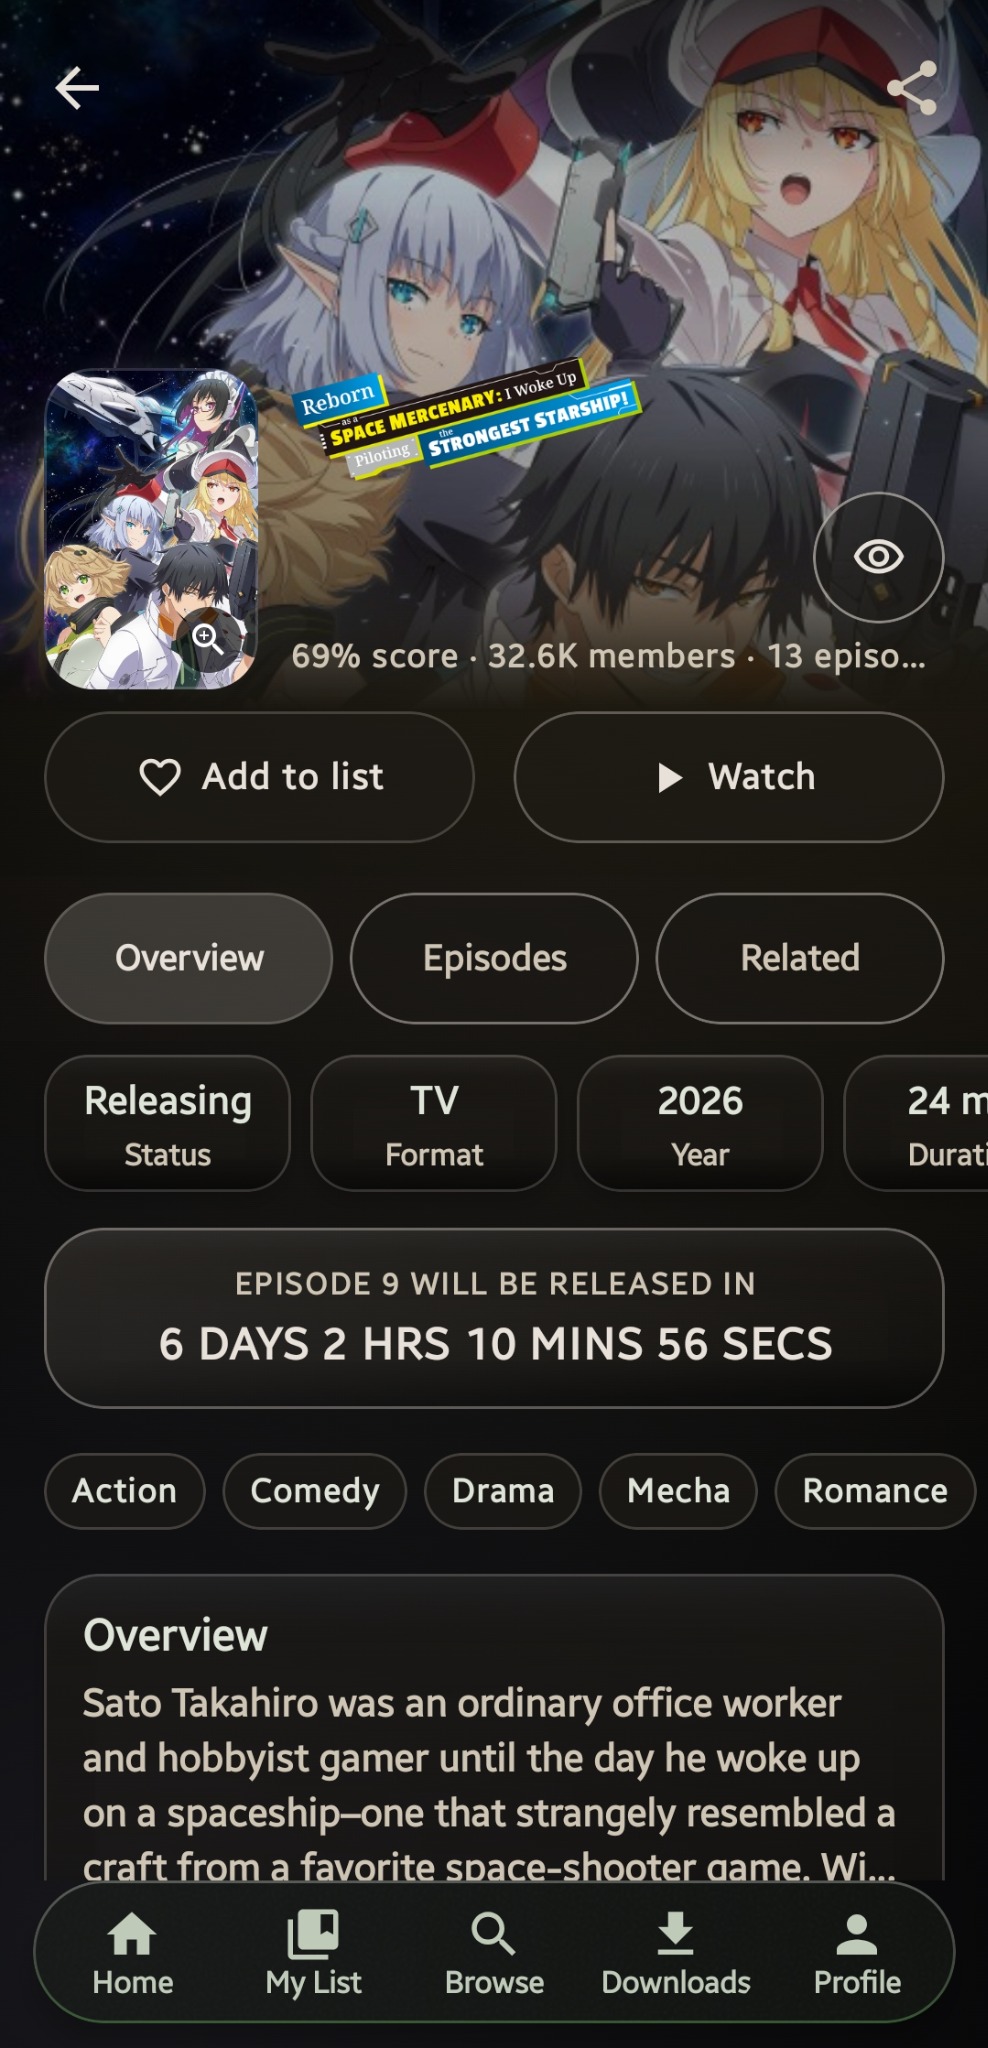 Reborn
as a
SPACE MERCENARY: I Woke Up
Piloting the STRONGEST STARSHIP!
69% score · 32.6K members · 13 episo...
Add to list
Watch
Overview
Episodes
Related
Releasing
Status
TV
Format
2026
Year
24 m
Durati
EPISODE 9 WILL BE RELEASED IN
6 DAYS 2 HRS 10 MINS 56 SECS
Action
Comedy
Drama
Mecha
Romance
Overview
Sato Takahiro was an ordinary office worker
and hobbyist gamer until the day he woke up
on a spaceship—one that strangely resembled a
craft from a favorite space-shooter game. Wi...
Home
My List
Browse
Downloads
Profile